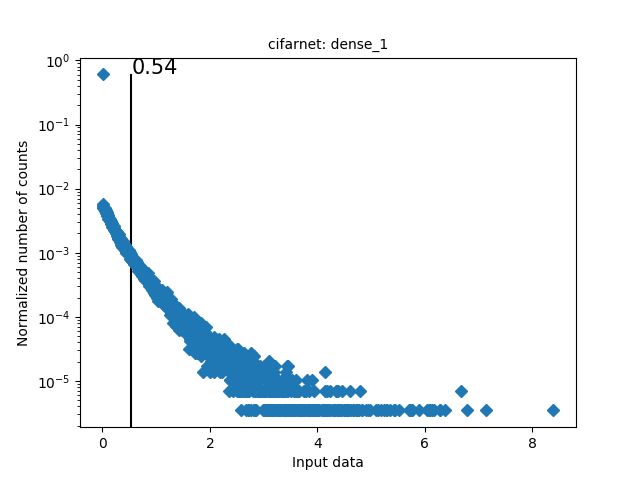 cifarnet: dense_1
0.54
10⁰
10⁻¹
10⁻²
10⁻³
10⁻⁴
10⁻⁵
Normalized number of counts
0 2 4 6 8
Input data